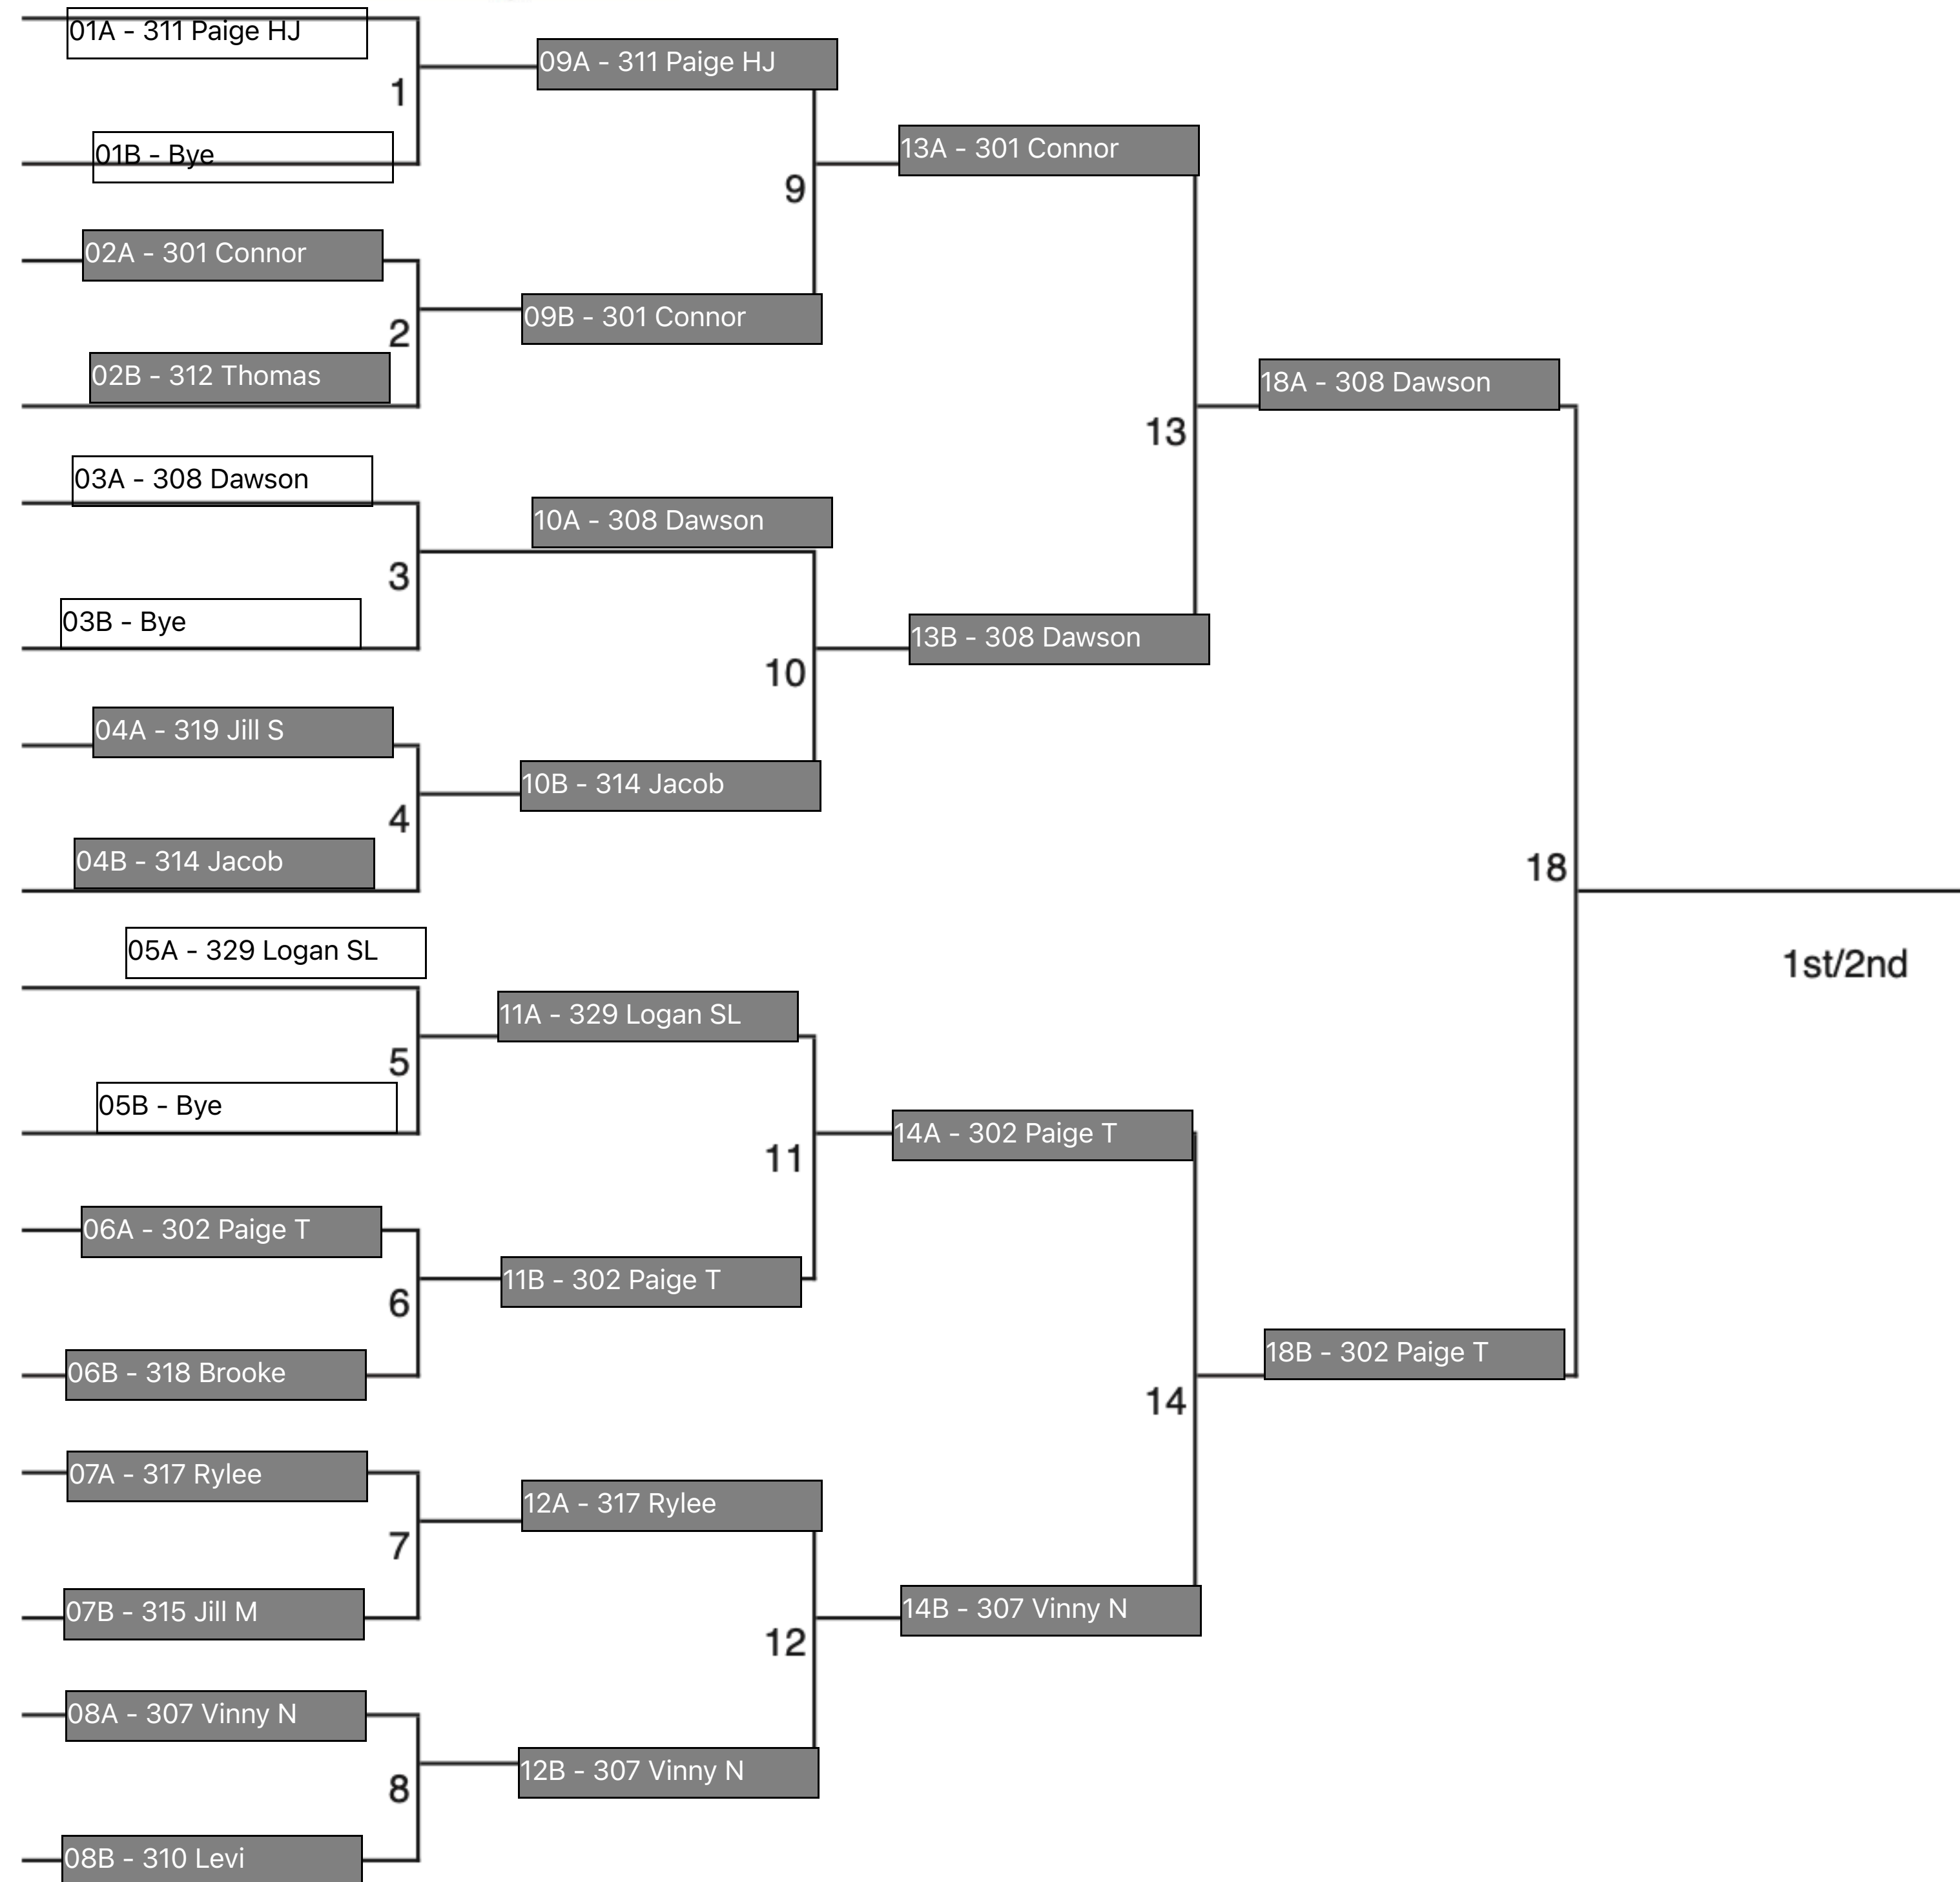 01A - 311 Paige HJ
1
01B - Bye
02A - 301 Connor
2
02B - 312 Thomas
03A - 308 Dawson
3
03B - Bye
04A - 319 Jill S
4
04B - 314 Jacob
05A - 329 Logan SL
5
05B - Bye
06A - 302 Paige T
6
06B - 318 Brooke
07A - 317 Rylee
7
07B - 315 Jill M
08A - 307 Vinny N
8
08B - 310 Levi
09A - 311 Paige HJ
9
09B - 301 Connor
10A - 308 Dawson
10
10B - 314 Jacob
11A - 329 Logan SL
11
11B - 302 Paige T
12A - 317 Rylee
12
12B - 307 Vinny N
13A - 301 Connor
13
13B - 308 Dawson
14A - 302 Paige T
14
14B - 307 Vinny N
18A - 308 Dawson
18
18B - 302 Paige T
1st/2nd